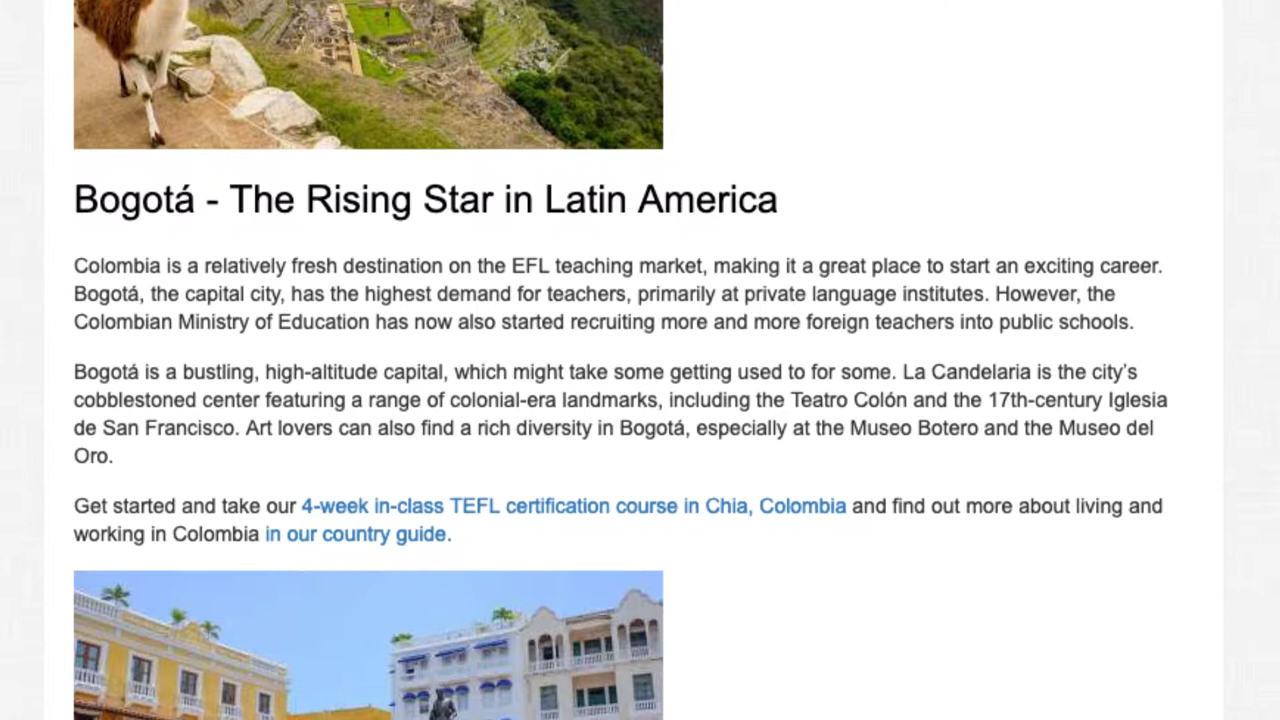 Bogotá - The Rising Star in Latin America
Colombia is a relatively fresh destination on the EFL teaching market, making it a great place to start an exciting career.
Bogotá, the capital city, has the highest demand for teachers, primarily at private language institutes. However, the
Colombian Ministry of Education has now also started recruiting more and more foreign teachers into public schools.
Bogotá is a bustling, high-altitude capital, which might take some getting used to for some. La Candelaria is the city’s
cobblestoned center featuring a range of colonial-era landmarks, including the Teatro Colón and the 17th-century Iglesia
de San Francisco. Art lovers can also find a rich diversity in Bogotá, especially at the Museo Botero and the Museo del
Oro.
Get started and take our 4-week in-class TEFL certification course in Chia, Colombia and find out more about living and
working in Colombia in our country guide.